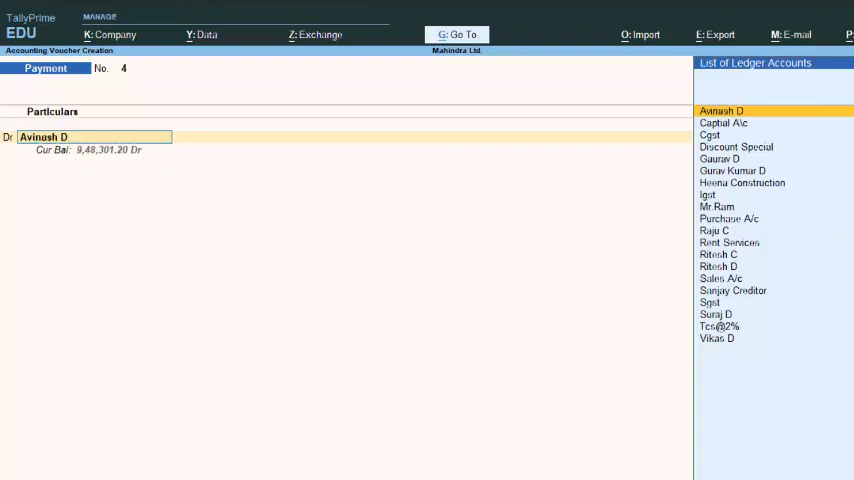 TallyPrime
EDU
MANAGE
K: Company
Y: Data
Z: Exchange
G: Go To
O: Import
E: Export
M: E-mail
P
Accounting Voucher Creation
Mahindra Ltd.
Payment No. 4
List of Ledger Accounts
Particulars
Dr Avinash D
Cur Bal: 9,48,301.20 Dr
Avinash D
Captial A\c
Cgst
Discount Special
Gaurav D
Gurav Kumar D
Heena Construction
Igst
Mr.Ram
Purchase A/c
Raju C
Rent Services
Ritesh C
Ritesh D
Sales A/c
Sanjay Creditor
Sgst
Suraj D
Tcs@2%
Vikas D